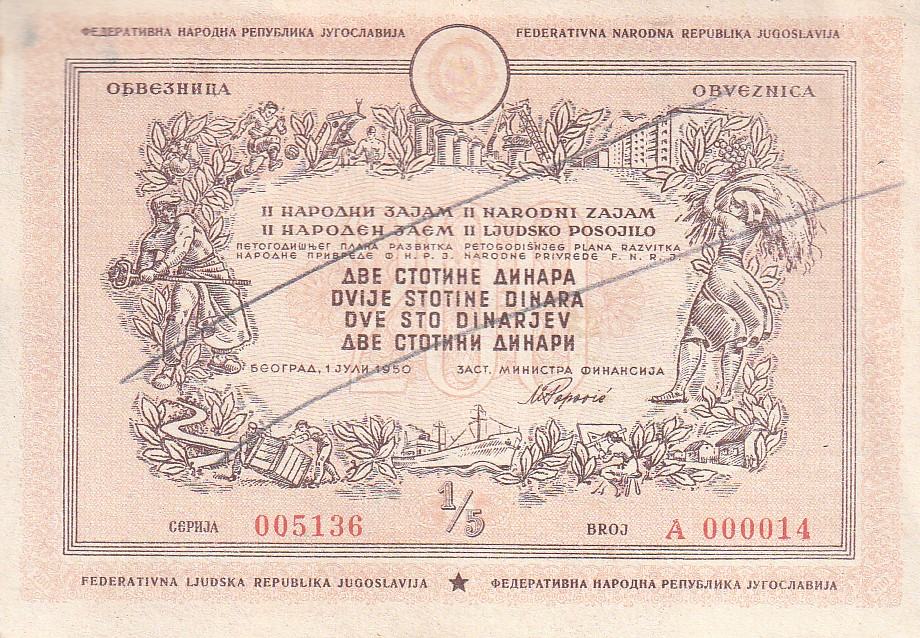 ФЕДЕРАТИВНА НАРОДНА РЕПУБЛИКА ЈУГОСЛАВИЈА
FEDERATIVNA NARODNA REPUBLIKA JUGOSLAVIJA
ОБВЕЗНИЦА
OBVEZNICA
II НАРОДНИ ЗАЈАМ II NARODNI ZAJAM
II НАРОДЕН ЗАЕМ II LJUDSKO POSOJILO
ПЕТОГОДИШЊЕГ ПЛАНА РАЗВИТКА PETOGODIŠNJEG PLANA RAZVITKA
НАРОДНЕ ПРИВРЕДЕ Ф.Н.Р.Ј. NARODNE PRIVREDE F.N.R.J.
200
ДВЕ СТОТИНЕ ДИНАРА
DVIJE STOTINE DINARA
DVE STO DINARJEV
ДВЕ СТОТИНИ ДИНАРИ
БЕОГРАД, 1 ЈУЛИ 1950
ЗАСТ. МИНИСТРА ФИНАНСИЈА
N Popović
СЕРИЈА 005136
1/5
BROJ A 000014
FEDERATIVNA LJUDSKA REPUBLIKA JUGOSLAVIJA ★ ФЕДЕРАТИВНА НАРОДНА РЕПУБЛИКА ЈУГОСЛАВИЈА